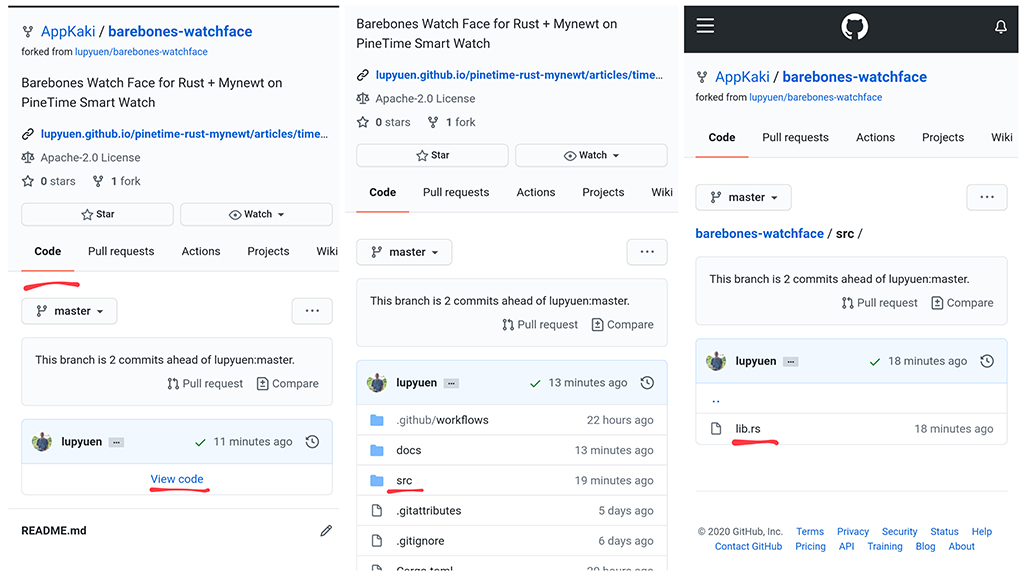 AppKaki / barebones-watchface
forked from lupyuen/barebones-watchface
Barebones Watch Face for Rust + Mynewt on
PineTime Smart Watch
lupyuen.github.io/pinetime-rust-mynewt/articles/time...
Apache-2.0 License
0 stars 1 fork
Star Watch
Code Pull requests Actions Projects Wiki
master ...
This branch is 2 commits ahead of lupyuen:master.
Pull request Compare
lupyuen ... 11 minutes ago
View code
README.md
Barebones Watch Face for Rust + Mynewt on
PineTime Smart Watch
lupyuen.github.io/pinetime-rust-mynewt/articles/time...
Apache-2.0 License
0 stars 1 fork
Star Watch
Code Pull requests Actions Projects Wiki
master ...
This branch is 2 commits ahead of lupyuen:master.
Pull request Compare
lupyuen ... 13 minutes ago
.github/workflows 22 hours ago
docs 13 minutes ago
src 19 minutes ago
.gitattributes 5 days ago
.gitignore 6 days ago
Cargo.toml 20 hours ago
AppKaki / barebones-watchface
forked from lupyuen/barebones-watchface
Code Pull requests Actions Projects Wiki
master ...
barebones-watchface / src /
This branch is 2 commits ahead of lupyuen:master.
Pull request Compare
lupyuen ... 18 minutes ago
..
lib.rs 18 minutes ago
© 2020 GitHub, Inc. Terms Privacy Security Status Help
Contact GitHub Pricing API Training Blog About